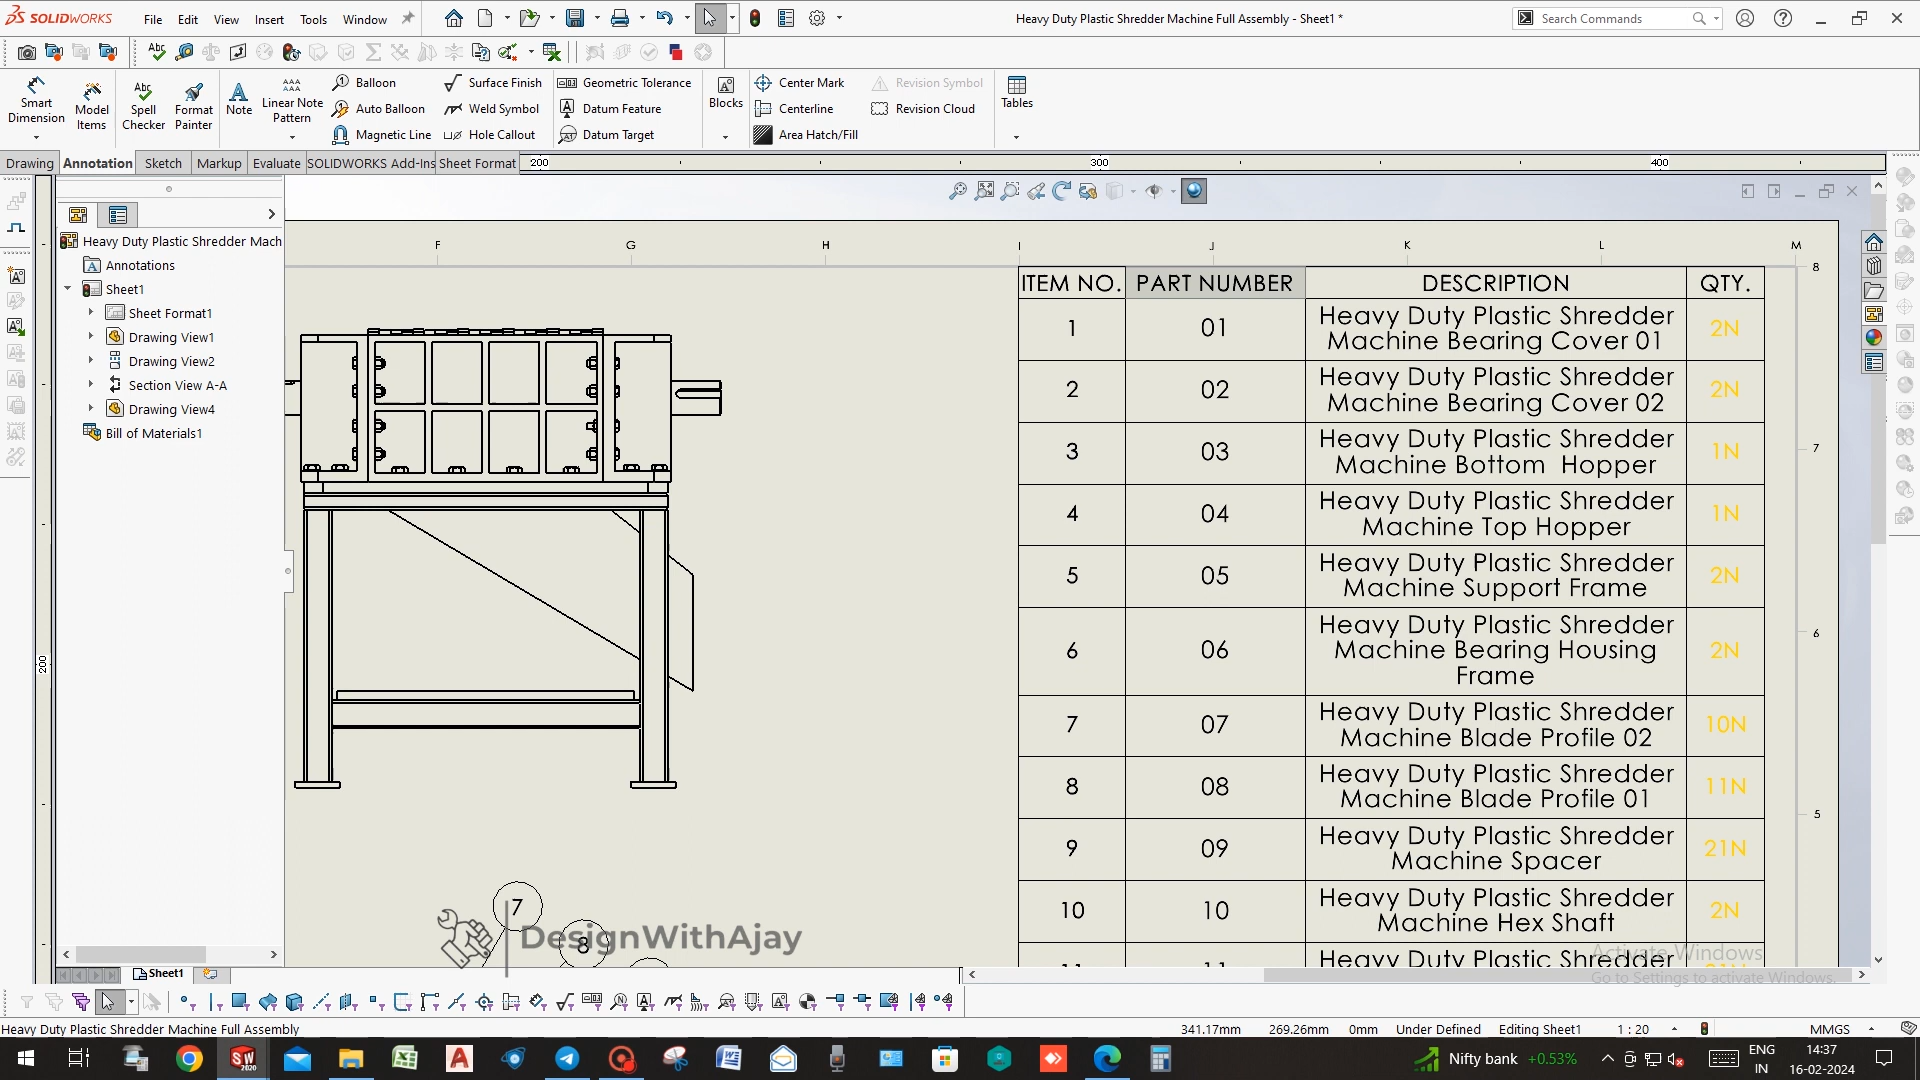 SOLIDWORKS File Edit View Insert Tools Window
Heavy Duty Plastic Shredder Machine Full Assembly - Sheet1 *
Search Commands
Smart Dimension
Model Items
Spell Checker
Format Painter
Note
Linear Note Pattern
Balloon
Auto Balloon
Magnetic Line
Surface Finish
Weld Symbol
Hole Callout
Geometric Tolerance
Datum Feature
Datum Target
Blocks
Center Mark
Centerline
Area Hatch/Fill
Revision Symbol
Revision Cloud
Tables
Drawing Annotation Sketch Markup Evaluate SOLIDWORKS Add-Ins Sheet Format
200 300 400
Heavy Duty Plastic Shredder Mach
Annotations
Sheet1
Sheet Format1
Drawing View1
Drawing View2
Section View A-A
Drawing View4
Bill of Materials1
200
F G H I J K L M
8
7
6
5
ITEM NO. PART NUMBER DESCRIPTION QTY.
1 01 Heavy Duty Plastic Shredder Machine Bearing Cover 01 2N
2 02 Heavy Duty Plastic Shredder Machine Bearing Cover 02 2N
3 03 Heavy Duty Plastic Shredder Machine Bottom Hopper 1N
4 04 Heavy Duty Plastic Shredder Machine Top Hopper 1N
5 05 Heavy Duty Plastic Shredder Machine Support Frame 2N
6 06 Heavy Duty Plastic Shredder Machine Bearing Housing Frame 2N
7 07 Heavy Duty Plastic Shredder Machine Blade Profile 02 10N
8 08 Heavy Duty Plastic Shredder Machine Blade Profile 01 11N
9 09 Heavy Duty Plastic Shredder Machine Spacer 21N
10 10 Heavy Duty Plastic Shredder Machine Hex Shaft 2N
11 11 Heavy Duty Plastic Shredder
7
8
DesignWithAjay
Activate Windows
Go to Settings to activate Windows.
Sheet1
Heavy Duty Plastic Shredder Machine Full Assembly
341.17mm 269.26mm 0mm Under Defined Editing Sheet1 1 : 20 MMGS
Nifty bank +0.53%
ENG
IN
14:37
16-02-2024